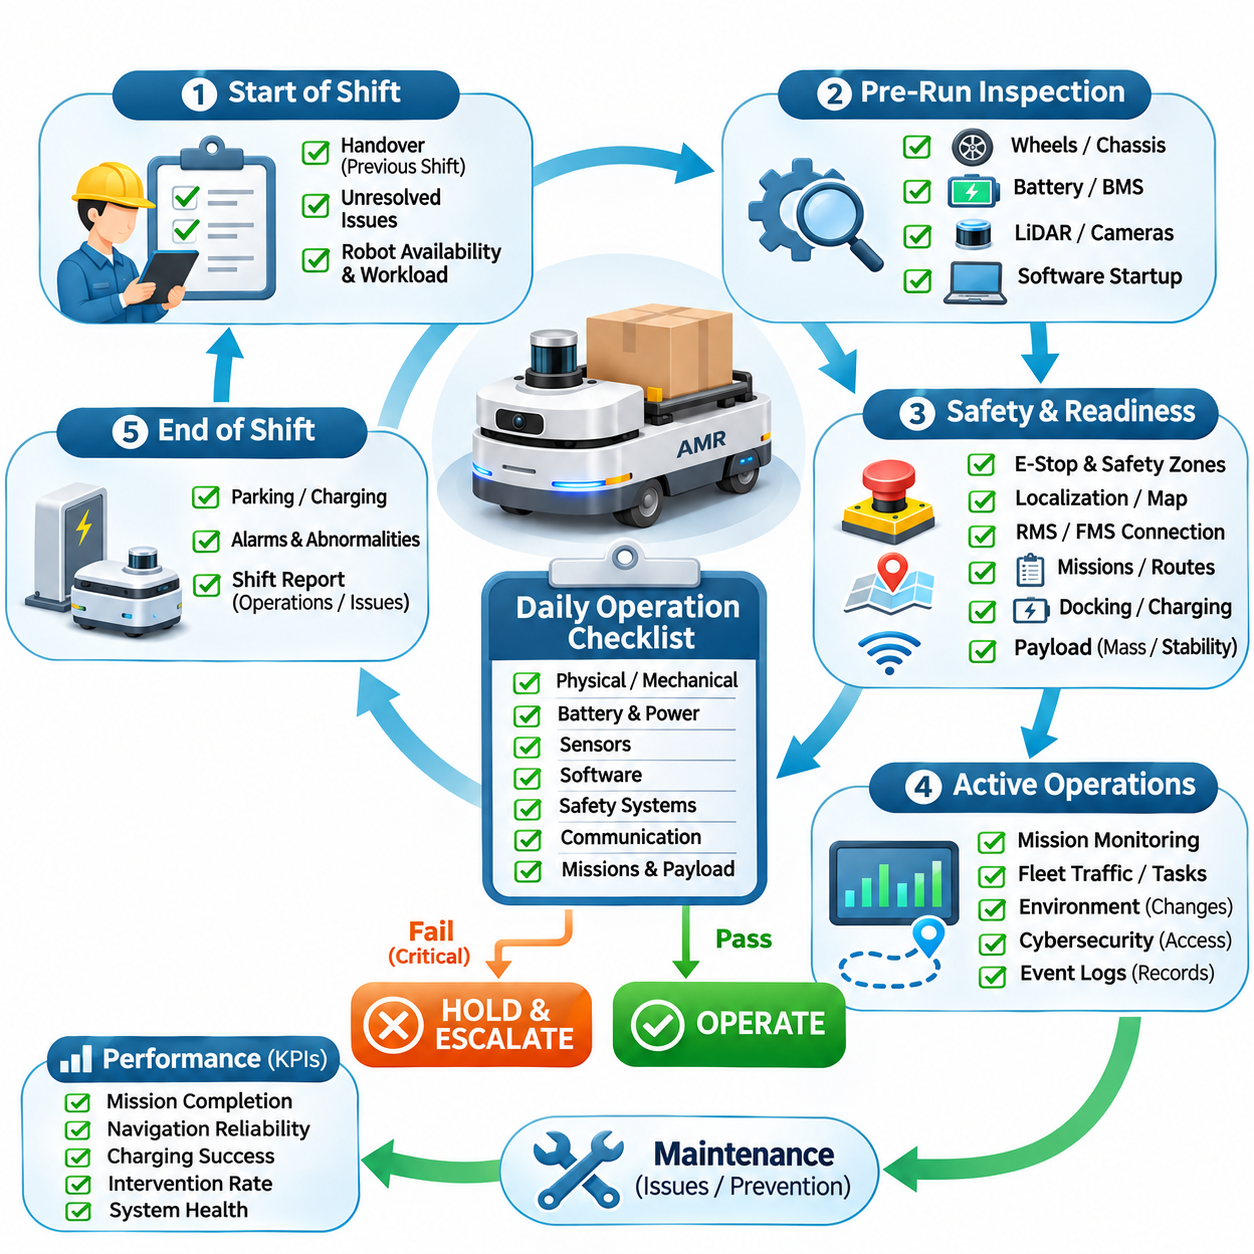 1 Start of Shift
Handover
(Previous Shift)
Unresolved
Issues
Robot Availability
& Workload
2 Pre-Run Inspection
Wheels / Chassis
Battery / BMS
LiDAR / Cameras
Software Startup
3 Safety & Readiness
E-Stop & Safety Zones
Localization / Map
RMS / FMS Connection
Missions / Routes
Docking / Charging
Payload (Mass / Stability)
5 End of Shift
Parking / Charging
Alarms & Abnormalities
Shift Report
(Operations / Issues)
AMR
Daily Operation
Checklist
Physical / Mechanical
Battery & Power
Sensors
Software
Safety Systems
Communication
Missions & Payload
4 Active Operations
Mission Monitoring
Fleet Traffic / Tasks
Environment (Changes)
Cybersecurity (Access)
Event Logs (Records)
Fail
(Critical)
Pass
HOLD &
ESCALATE
OPERATE
Performance (KPIs)
Mission Completion
Navigation Reliability
Charging Success
Intervention Rate
System Health
Maintenance
(Issues / Prevention)